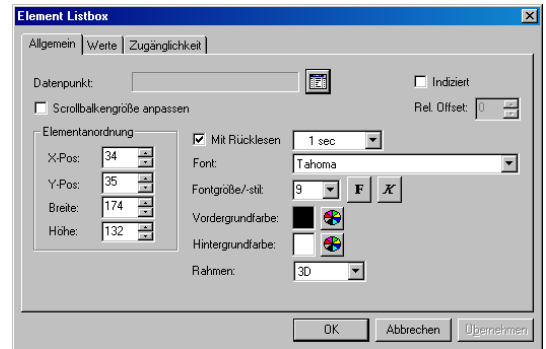 Element Listbox
Allgemein Werte Zugänglichkeit
Datenpunkt: Indiziert
Scrollbalkengröße anpassen Rel. Offset: 0
Elementanordnung
Mit Rücklesen 1 sec
X-Pos: 34
Font: Tahoma
Y-Pos: 35
Fontgröße/-stil: 9 F K
Breite: 174
Vordergrundfarbe:
Höhe: 132
Hintergrundfarbe:
Rahmen: 3D
OK Abbrechen Übernehmen